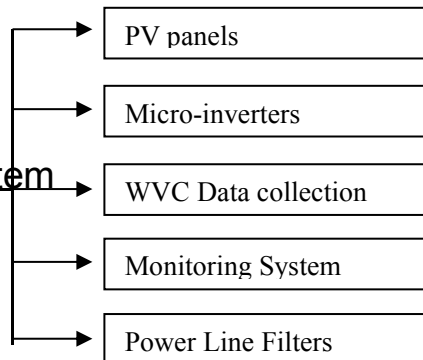 PV panels
Micro-inverters
WVC Data collection
Monitoring System
Power Line Filters